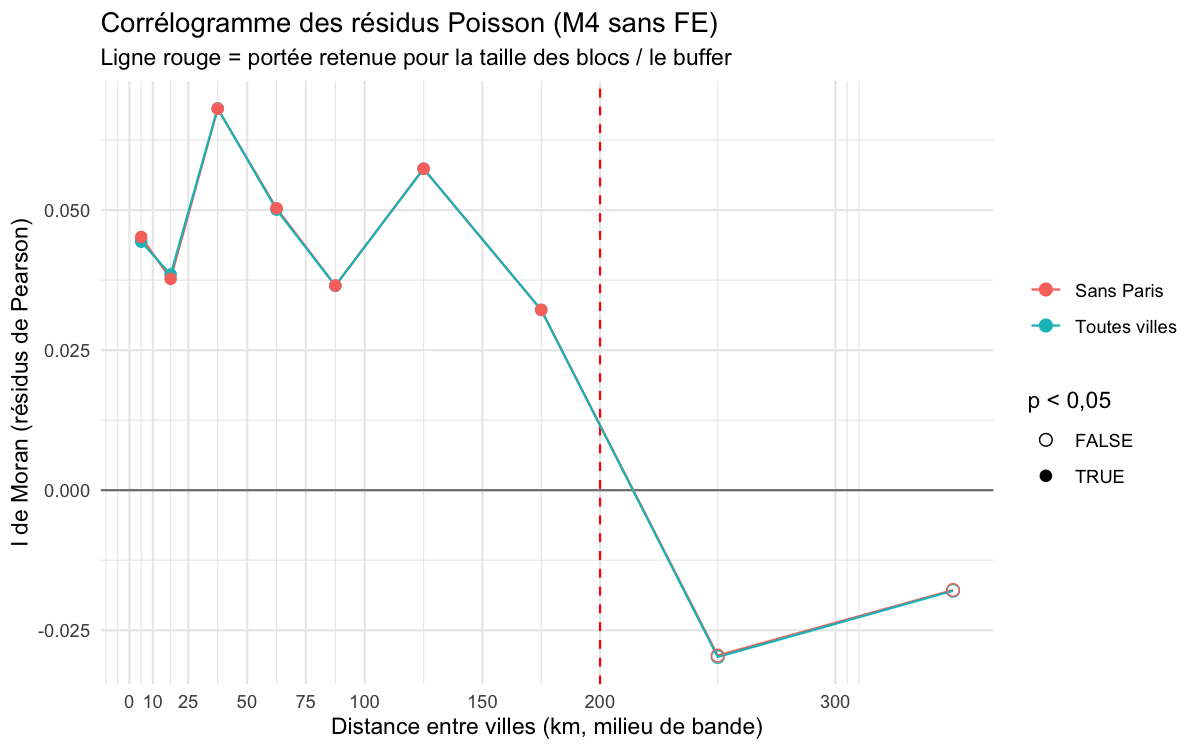 Corrélogramme des résidus Poisson (M4 sans FE)
Ligne rouge = portée retenue pour la taille des blocs / le buffer
I de Moran (résidus de Pearson)
0.050
0.025
0.000
-0.025
0 10 25 50 75 100 150 200 300
Distance entre villes (km, milieu de bande)
Sans Paris
Toutes villes
p < 0,05
FALSE
TRUE